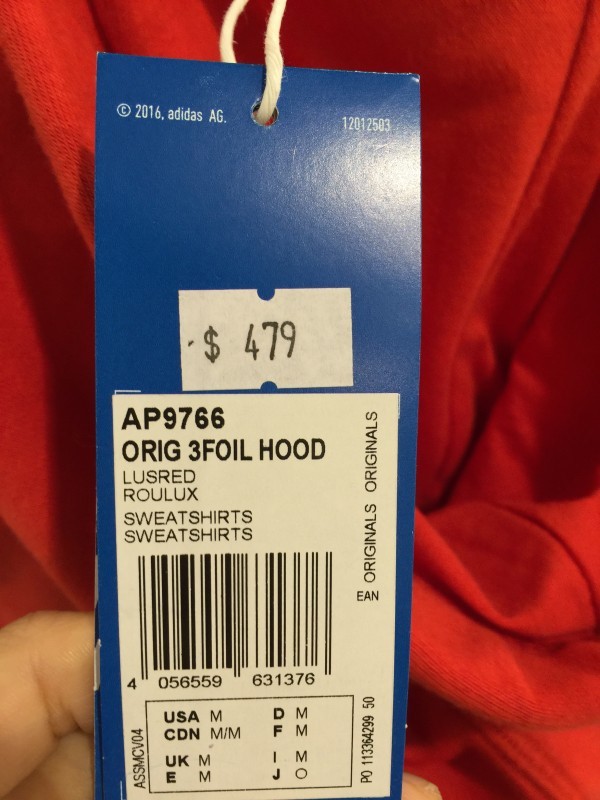 © 2016, adidas AG.
12012503
$ 479
AP9766
ORIG 3FOIL HOOD
LUSRED
ROULUX
SWEATSHIRTS
SWEATSHIRTS
ORIGINALS ORIGINALS
EAN
4 056559 631376
USA M D M
CDN M/M F M
UK M I M
E M J O
ASSMCV04
PO 113364299 50